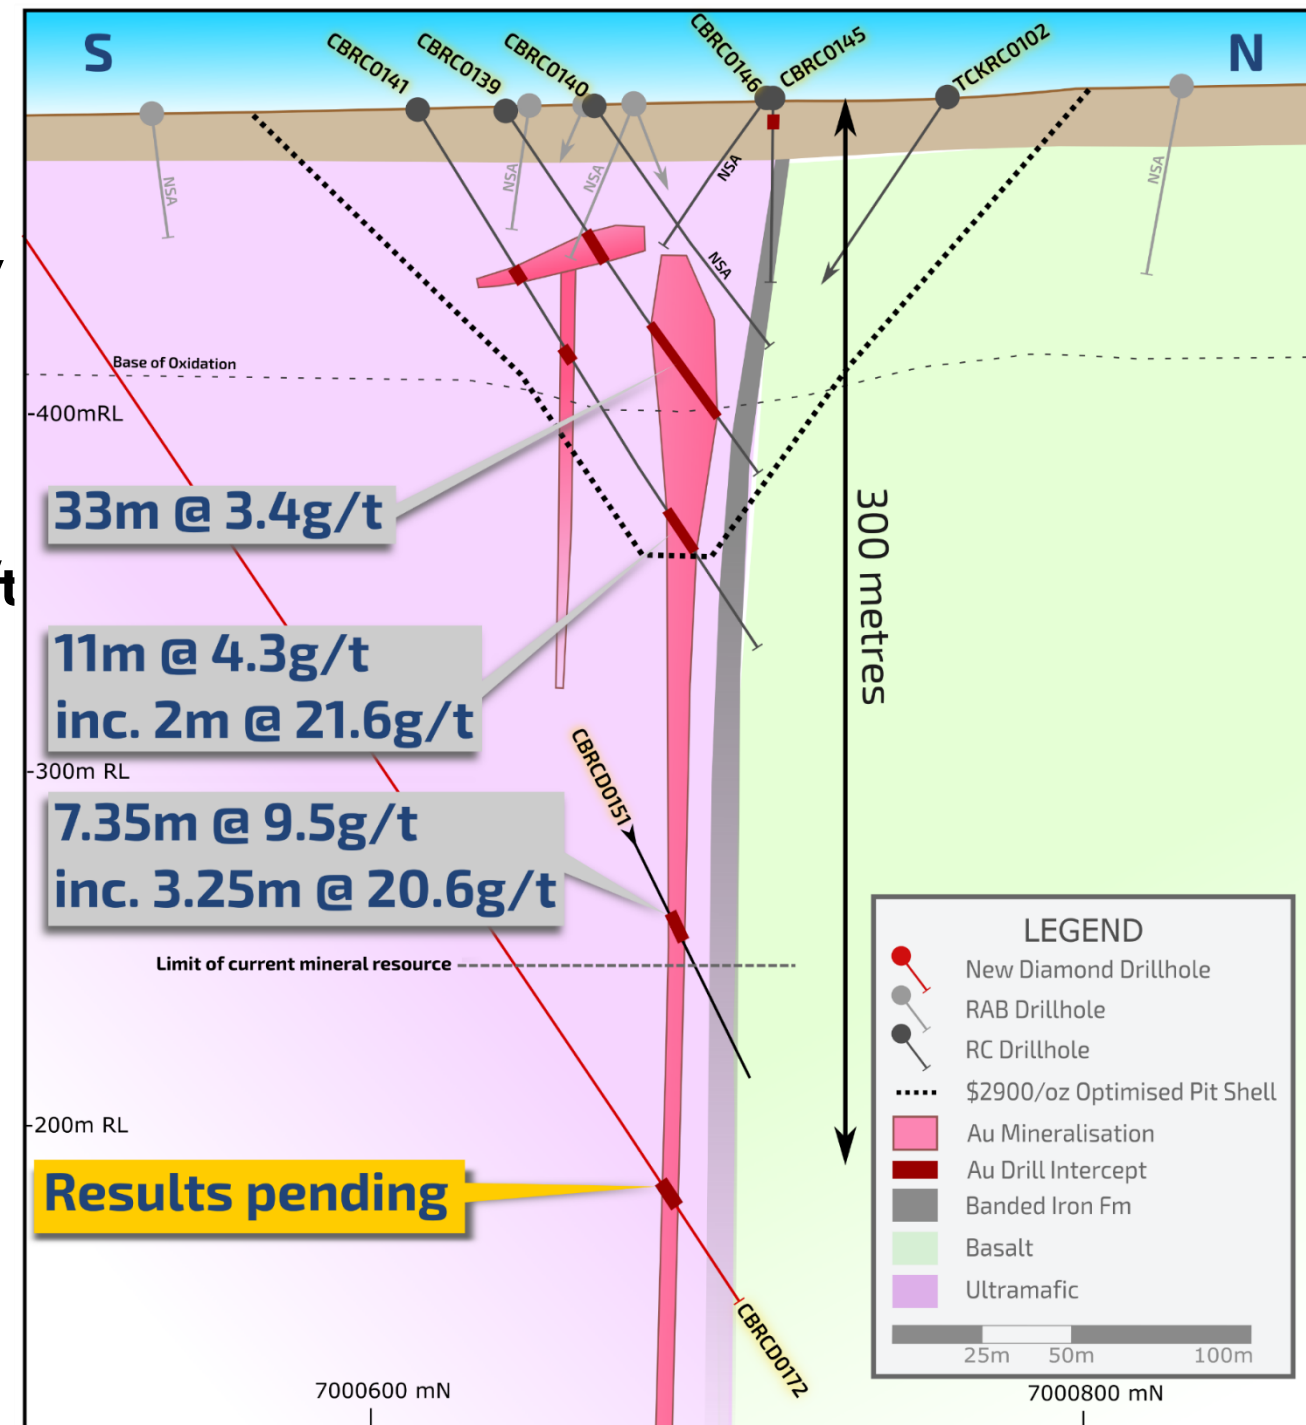 S
N
CBRC0141
CBRC0139
CBRC0140
CBRC0146
CBRC0145
TCKRC0102
NSA
NSA
NSA
NSA
NSA
NSA
Base of Oxidation
-400mRL
33m @ 3.4g/t
300 metres
/t
11m @ 4.3g/t
inc. 2m @ 21.6g/t
CBRCD0151
-300m RL
7.35m @ 9.5g/t
inc. 3.25m @ 20.6g/t
Limit of current mineral resource
-200m RL
Results pending
CBRCD0172
LEGEND
New Diamond Drillhole
RAB Drillhole
RC Drillhole
$2900/oz Optimised Pit Shell
Au Mineralisation
Au Drill Intercept
Banded Iron Fm
Basalt
Ultramafic
25m 50m 100m
7000600 mN
7000800 mN